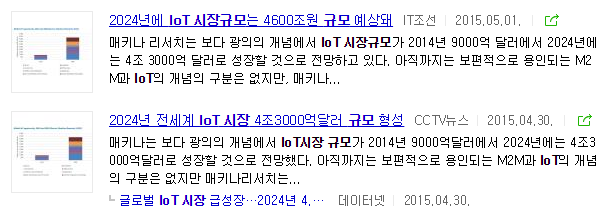 2024년에 IoT 시장규모는 4600조원 규모 예상돼 IT조선 | 2015.05.01. |
매키나 리서치는 보다 광의의 개념에서 IoT 시장규모가 2014년 9000억 달러에서 2024년에
는 4조 3000억 달러로 성장할 것으로 전망하고 있다. 아직까지는 보편적으로 용인되는 M2
M과 IoT의 개념의 구분은 없지만, 매키나...
2024년 전세계 IoT 시장 4조3000억달러 규모 형성 CCTV뉴스 | 2015.04.30. |
매키나는 보다 광의의 개념에서 IoT시장 규모가 2014년 9000억달러에서 2024년에는 4조3
000억달러로 성장할 것으로 전망했다. 아직까지는 보편적으로 용인되는 M2M과 IoT의 개념
의 구분은 없지만 매키나리서치는...
글로벌 IoT 시장 급성장…2024년 4,… 데이터넷 | 2015.04.30.